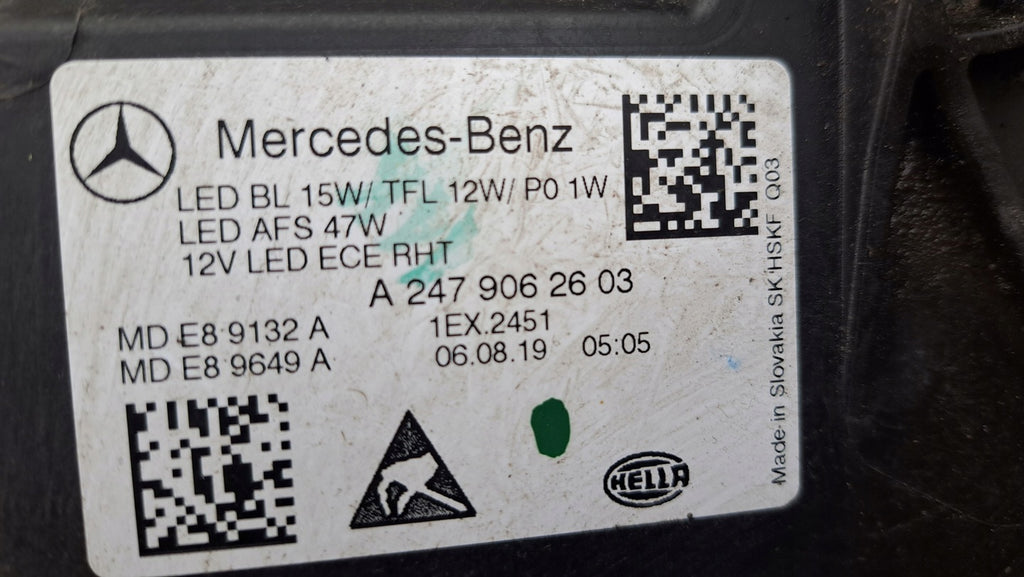 Mercedes-Benz
LED BL 15W/ TFL 12W/ P0 1W
LED AFS 47W
12V LED ECE RHT
A 247 906 26 03
MD E8 9132 A
MD E8 9649 A
1EX.2451
06.08.19 05:05
HELLA
Made in Slovakia SK HSKF Q03